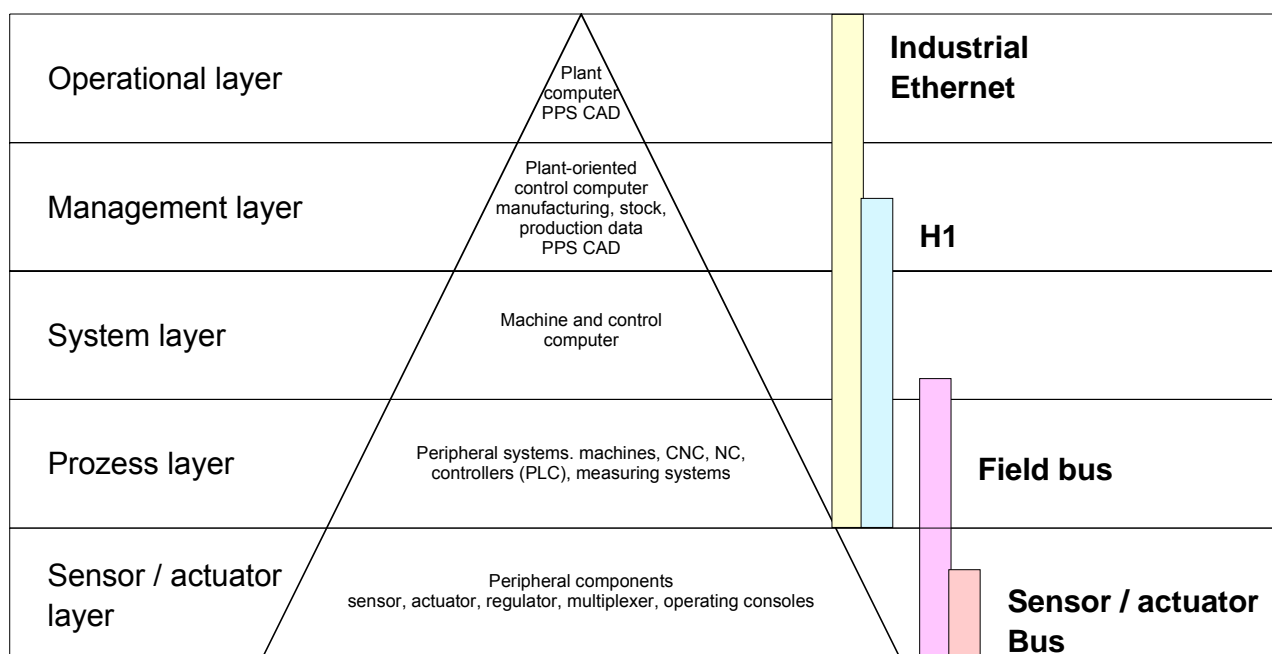 Operational layer
Plant
computer
PPS CAD
Industrial
Ethernet
Management layer
Plant-oriented
control computer
manufacturing, stock,
production data
PPS CAD
H1
System layer
Machine and control
computer
Prozess layer
Peripheral systems. machines, CNC, NC,
controllers (PLC), measuring systems
Field bus
Sensor / actuator
layer
Peripheral components
sensor, actuator, regulator, multiplexer, operating consoles
Sensor / actuator
Bus